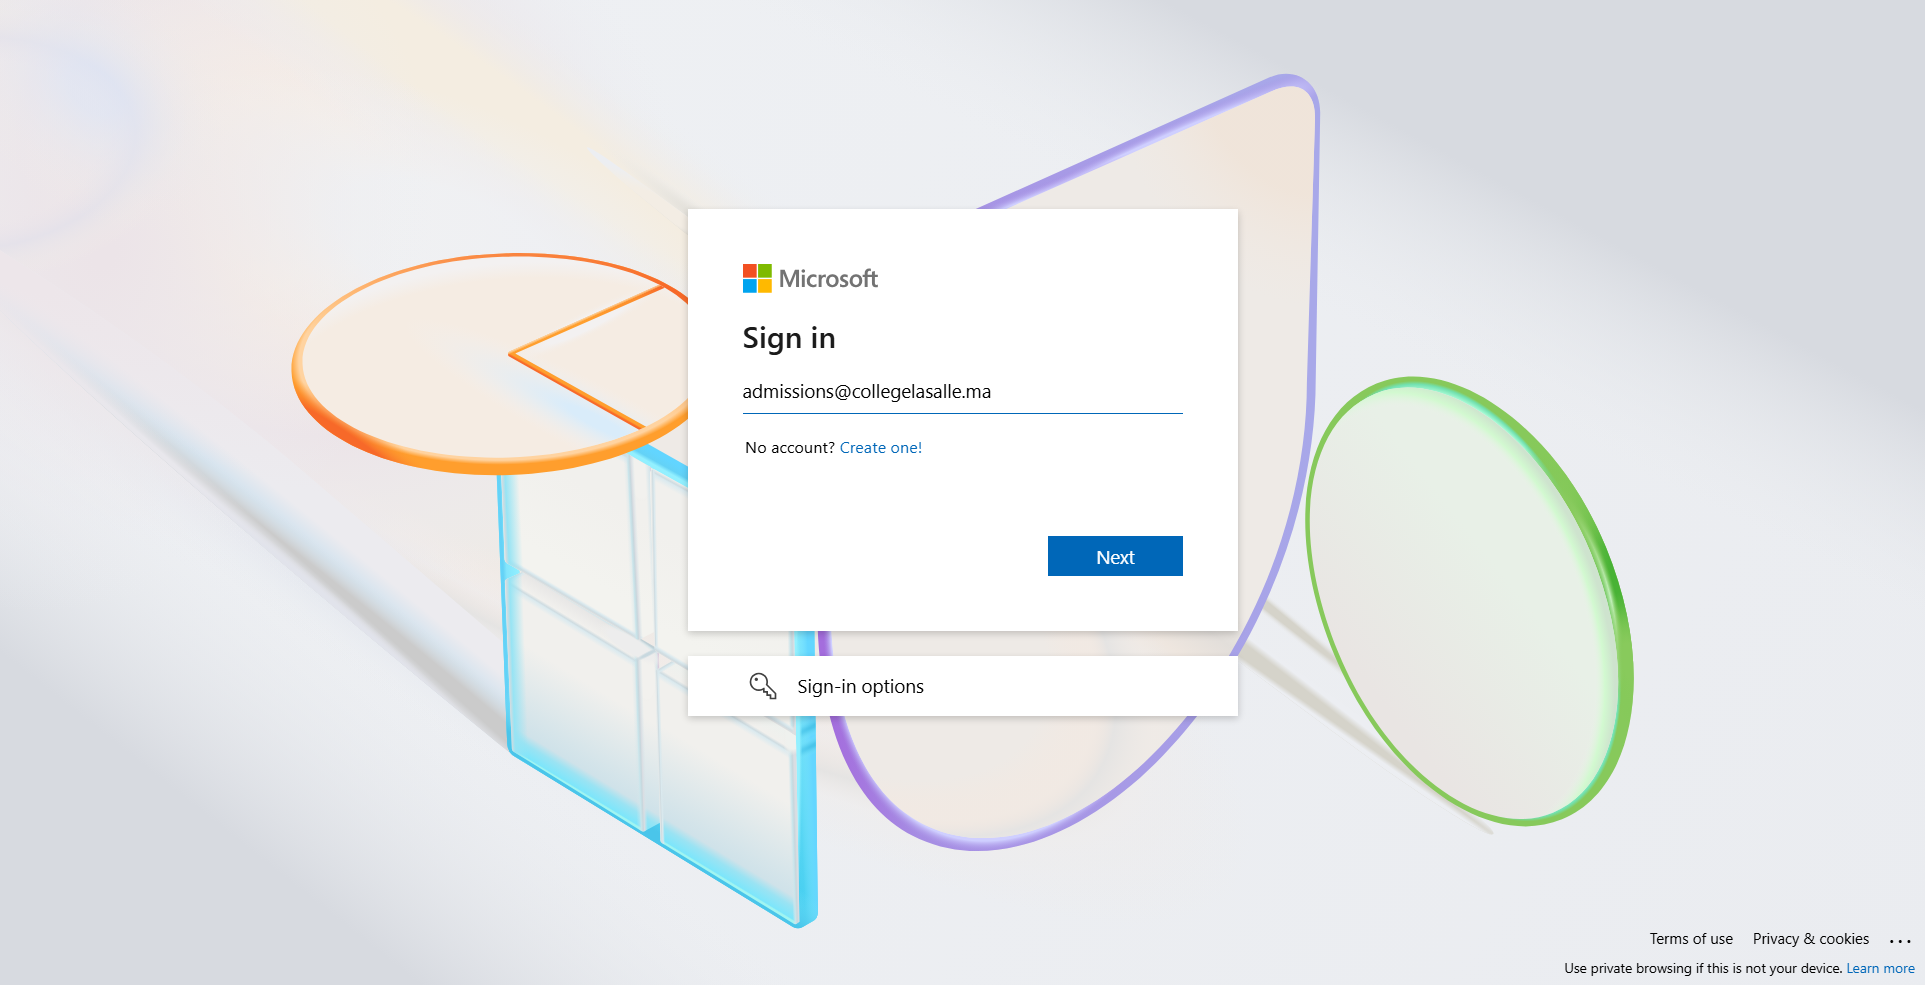 Microsoft
Sign in
admissions@collegelasalle.ma
No account? Create one!
Next
Sign-in options
Terms of use Privacy & cookies ...
Use private browsing if this is not your device. Learn more